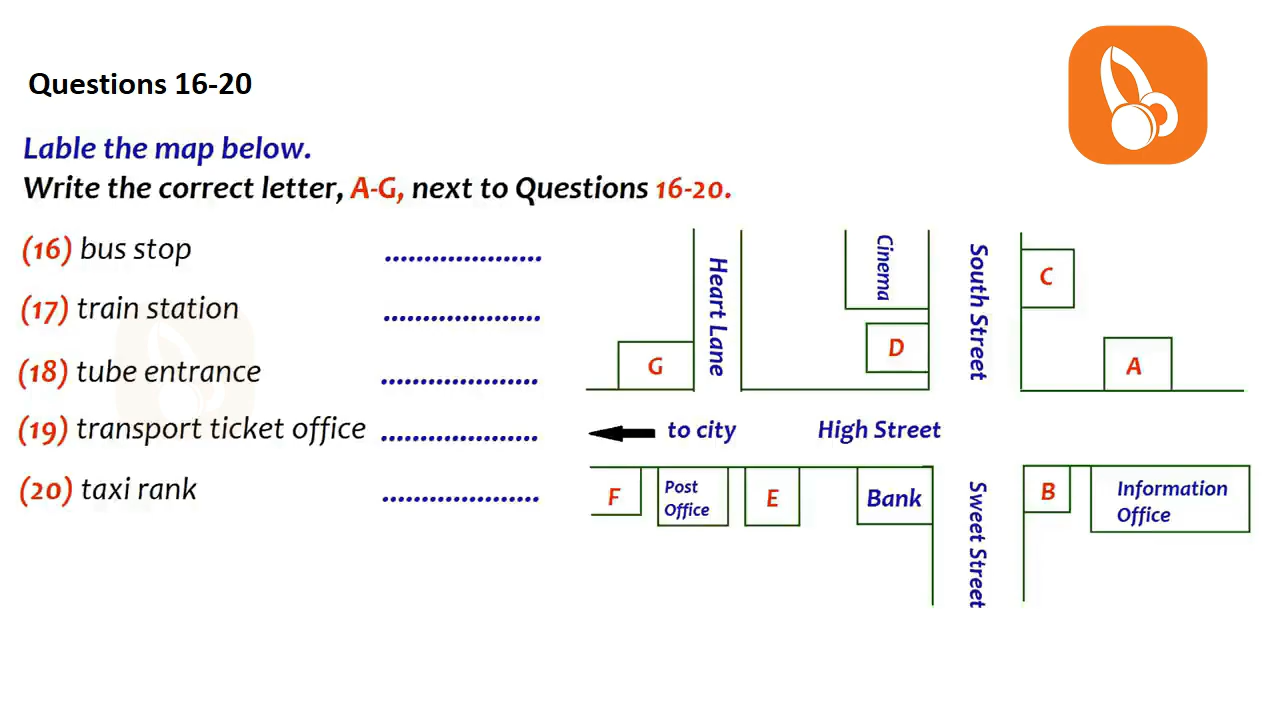 Questions 16-20
Lable the map below.
Write the correct letter, A-G, next to Questions 16-20.
(16) bus stop ....................
(17) train station ....................
(18) tube entrance ....................
(19) transport ticket office ....................
(20) taxi rank ....................
Heart Lane
Cinema
South Street
C
D
G
A
to city
High Street
F
Post
Office
E
Bank
Sweet Street
B
Information
Office